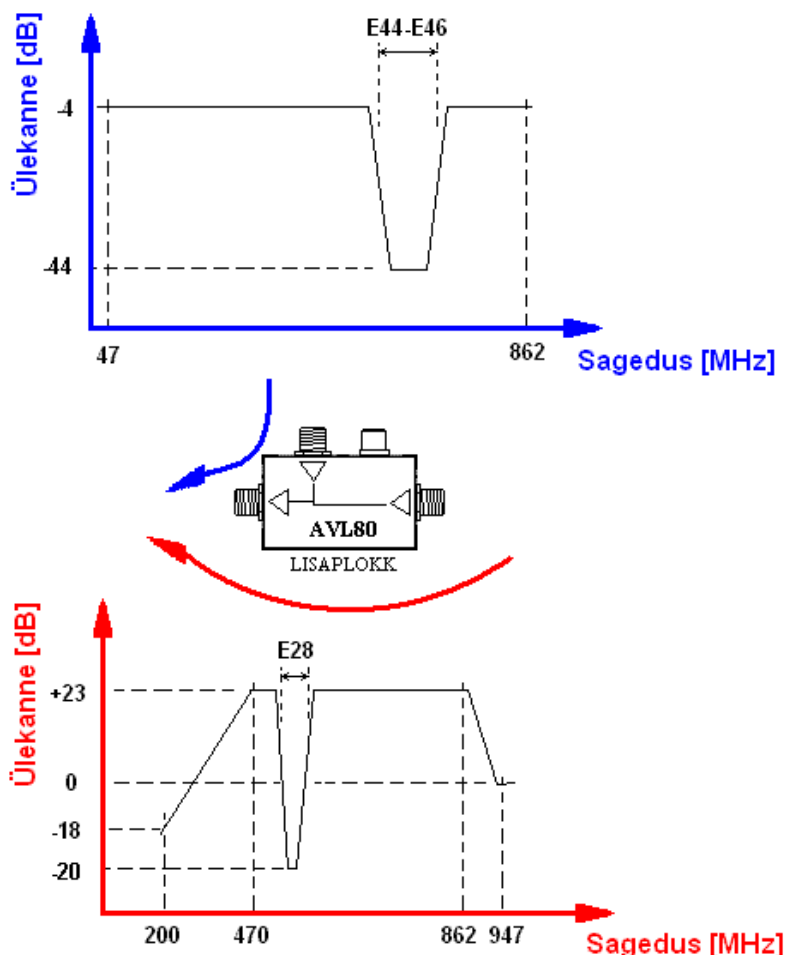 E44-E46
Ülekanne [dB]
-4
-44
47
862
Sagedus [MHz]
AVL80
LISAPLOKK
Ülekanne [dB]
E28
+23
0
-18
-20
200
470
862
947
Sagedus [MHz]